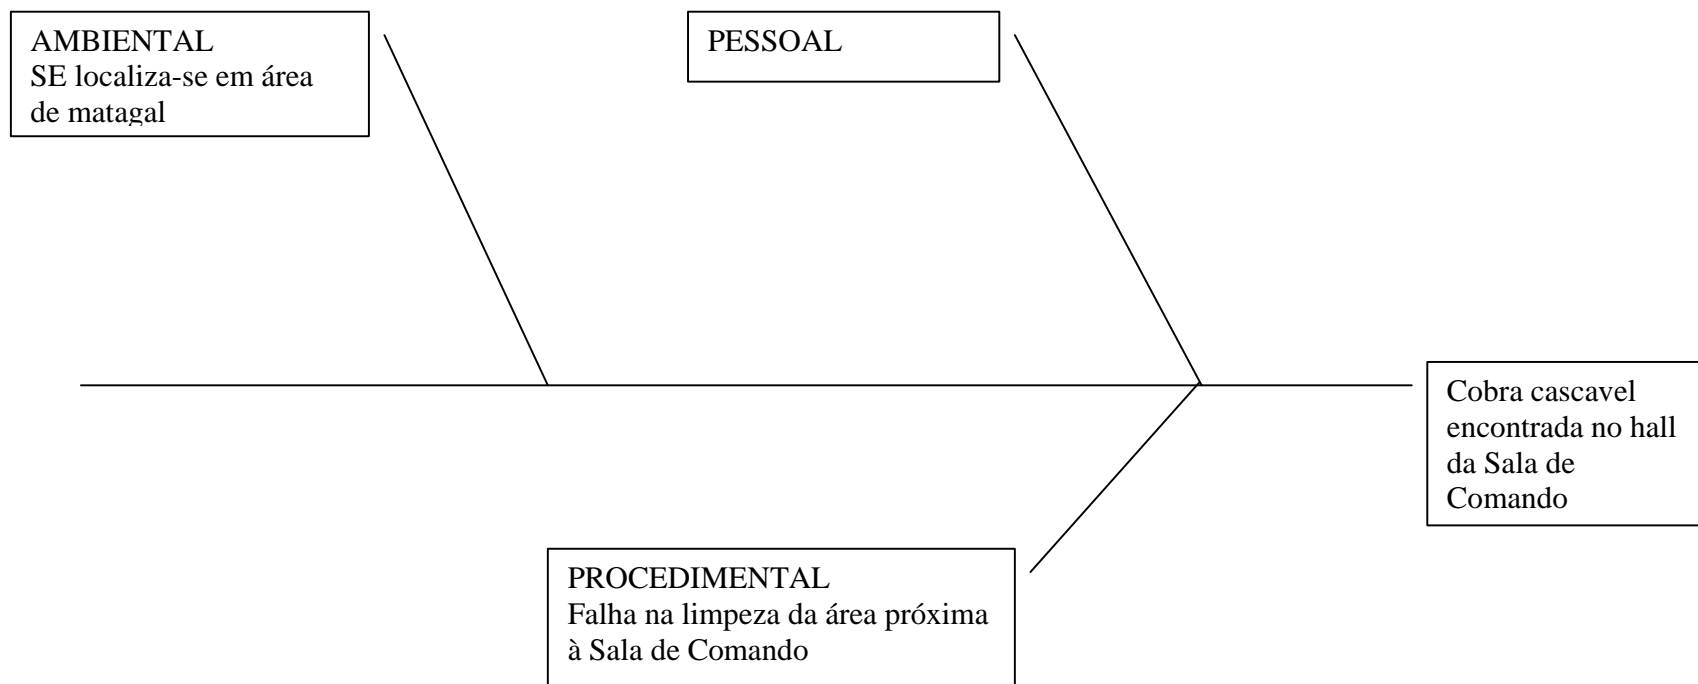 AMBIENTAL
SE localiza-se em área
de matagal
PESSOAL
Cobra cascavel
encontrada no hall
da Sala de
Comando
PROCEDIMENTAL
Falha na limpeza da área próxima
à Sala de Comando